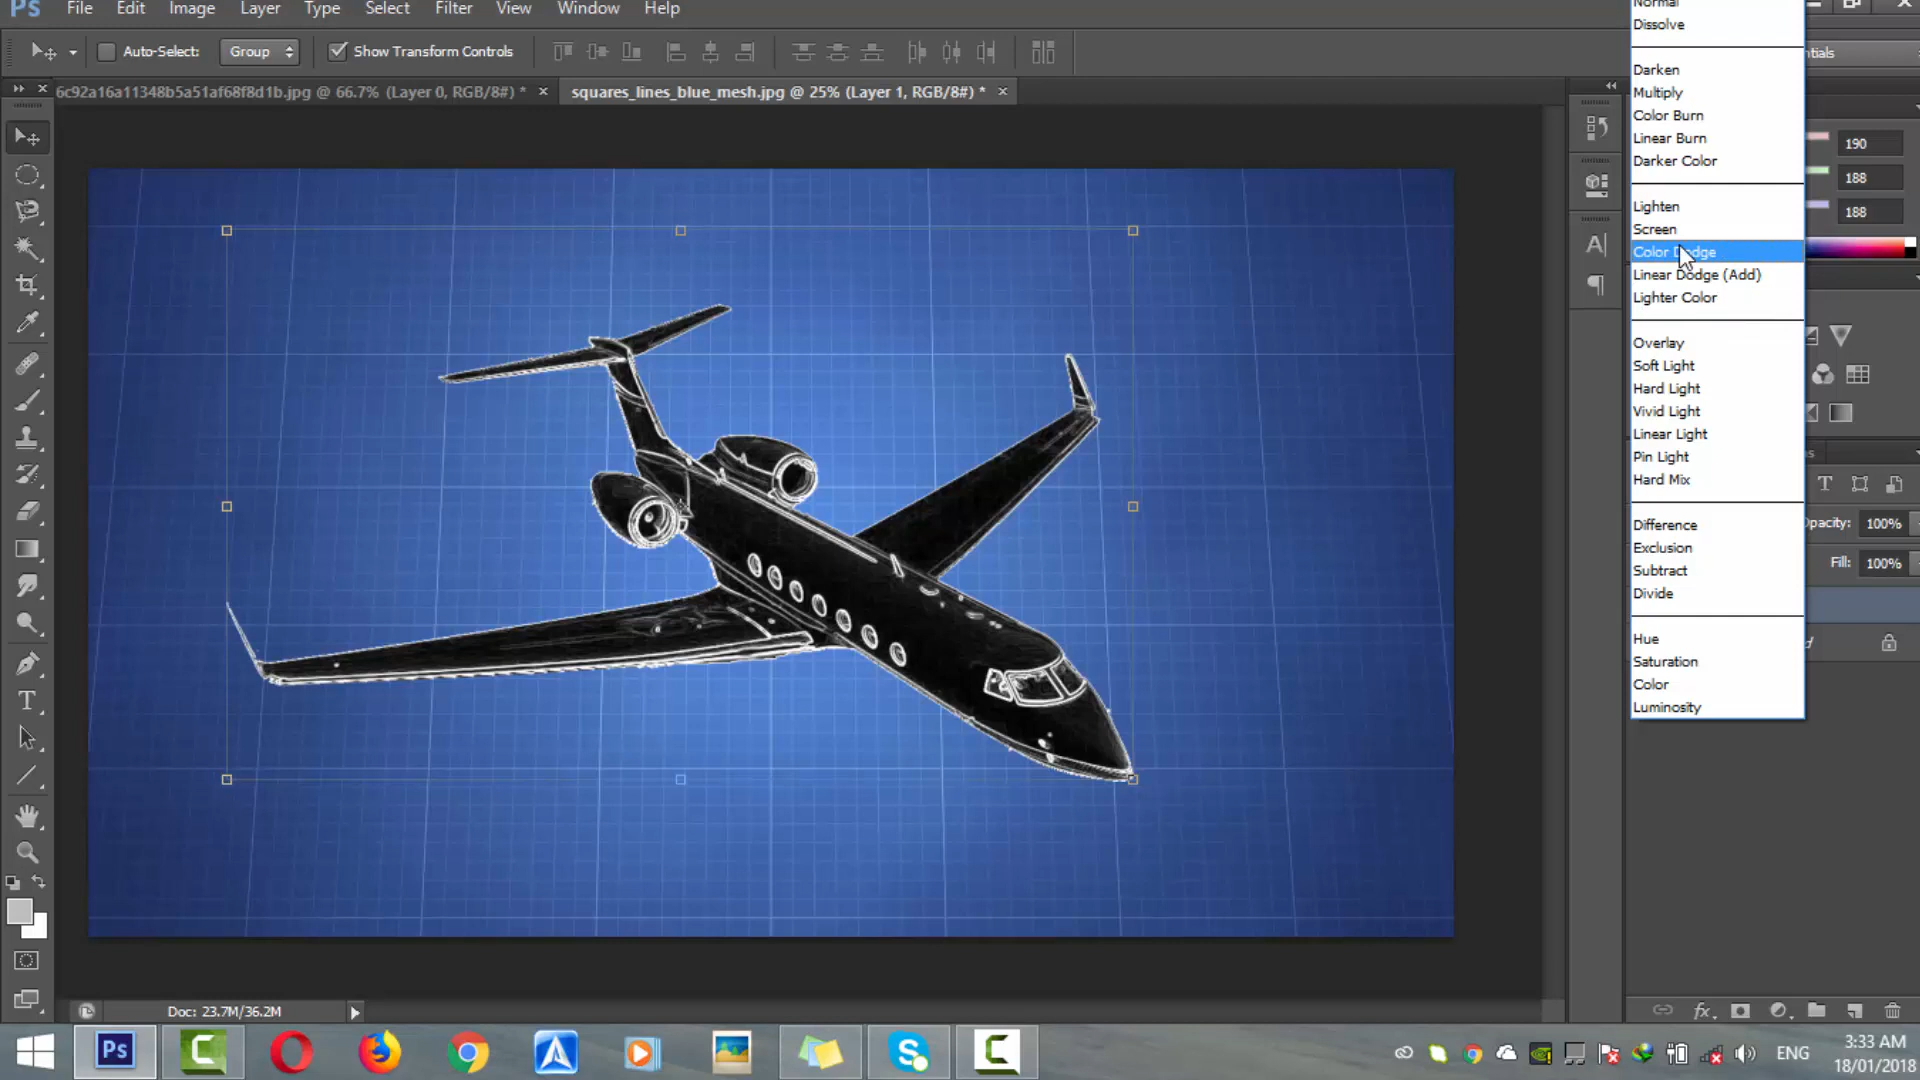 Ps File Edit Image Layer Type Select Filter View Window Help
Normal
Dissolve
Auto-Select: Group Show Transform Controls
6c92a16a11348b5a51af68f8d1b.jpg @ 66.7% (Layer 0, RGB/8#) *
squares_lines_blue_mesh.jpg @ 25% (Layer 1, RGB/8#) *
Darken
Multiply
Color Burn
Linear Burn
Darker Color
Lighten
Screen
Color Dodge
Linear Dodge (Add)
Lighter Color
Overlay
Soft Light
Hard Light
Vivid Light
Linear Light
Pin Light
Hard Mix
Difference
Exclusion
Subtract
Divide
Hue
Saturation
Color
Luminosity
190
188
188
Opacity: 100%
Fill: 100%
Doc: 23.7M/36.2M
Ps
ENG
3:33 AM
18/01/2018